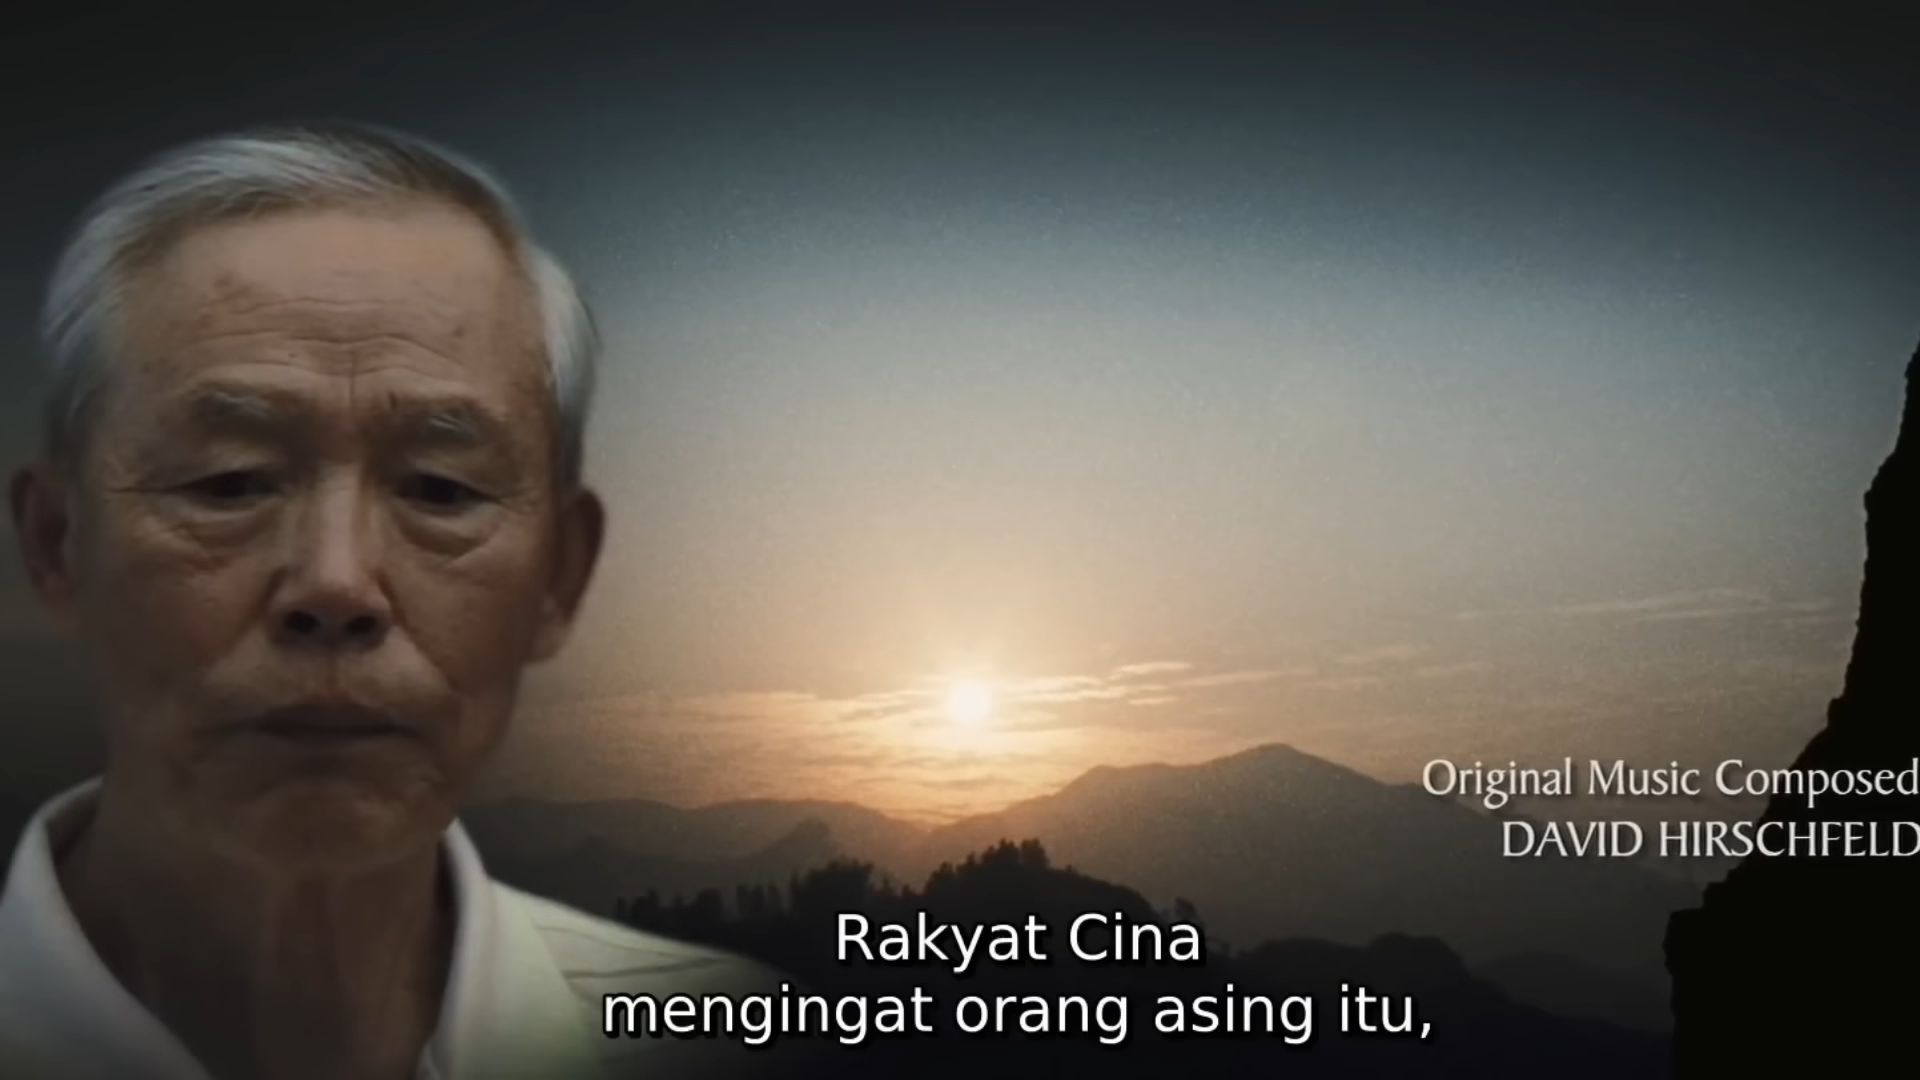 Original Music Composed
DAVID HIRSCHFELD
Rakyat Cina
mengingat orang asing itu,